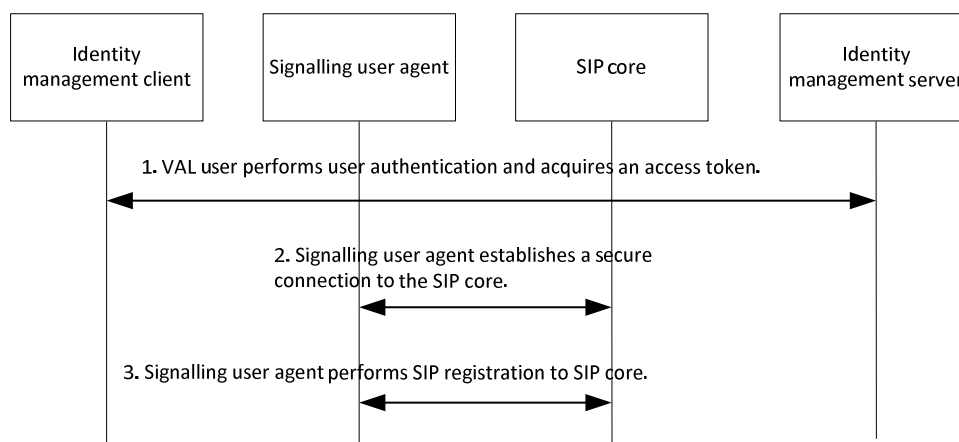 Identity
management client
Signalling user agent
SIP core
Identity
management server
1. VAL user performs user authentication and acquires an access token.
2. Signalling user agent establishes a secure
connection to the SIP core.
3. Signalling user agent performs SIP registration to SIP core.